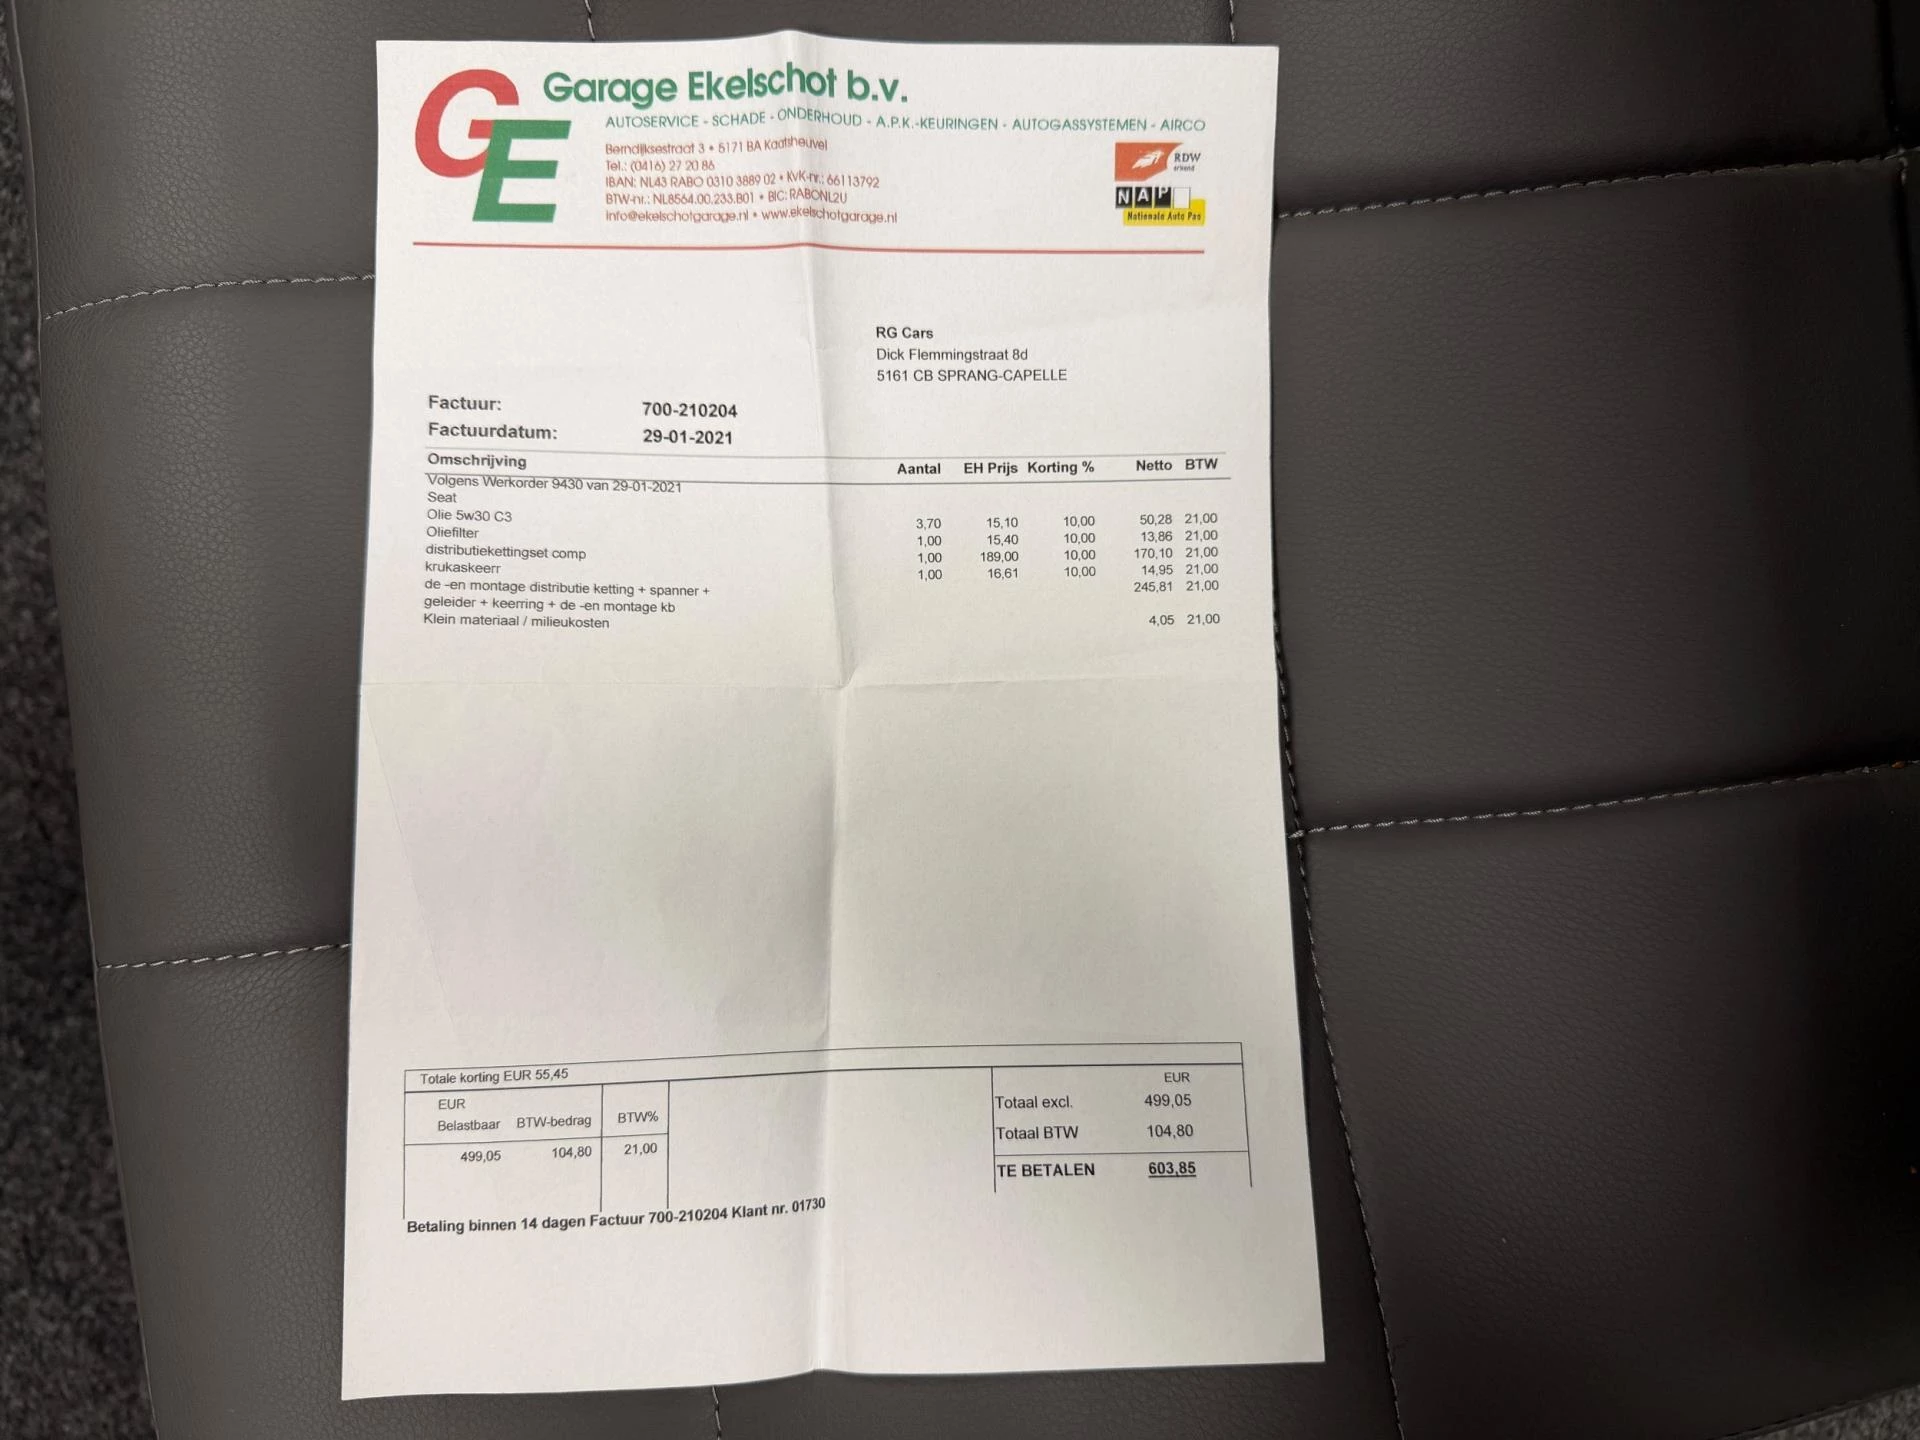 GE
Garage Ekelschot b.v.
AUTOSERVICE - SCHADE - ONDERHOUD - A.P.K.-KEURINGEN - AUTOGASSYSTEMEN - AIRCO
Berndijksestraat 3 • 5171 BA Kaatsheuvel
Tel.: (0416) 27 20 86
IBAN: NL43 RABO 0310 3889 02 • KvK-nr.: 66113792
BTW-nr.: NL8564.00.233.B01 • BIC: RABONL2U
info@ekelschotgarage.nl • www.ekelschotgarage.nl
RDW
erkend
NAP
Nationale Auto Pas
RG Cars
Dick Flemmingstraat 8d
5161 CB SPRANG-CAPELLE
Factuur: 700-210204
Factuurdatum: 29-01-2021
Omschrijving Aantal EH Prijs Korting % Netto BTW
Volgens Werkorder 9430 van 29-01-2021
Seat
Olie 5w30 C3 3,70 15,10 10,00 50,28 21,00
Oliefilter 1,00 15,40 10,00 13,86 21,00
distributiekettingset comp 1,00 189,00 10,00 170,10 21,00
krukaskeerr 1,00 16,61 10,00 14,95 21,00
de -en montage distributie ketting + spanner + 245,81 21,00
geleider + keerring + de -en montage kb
Klein materiaal / milieukosten 4,05 21,00
Totale korting EUR 55,45
EUR
Belastbaar BTW-bedrag BTW%
499,05 104,80 21,00
EUR
Totaal excl. 499,05
Totaal BTW 104,80
TE BETALEN 603,85
Betaling binnen 14 dagen Factuur 700-210204 Klant nr. 01730